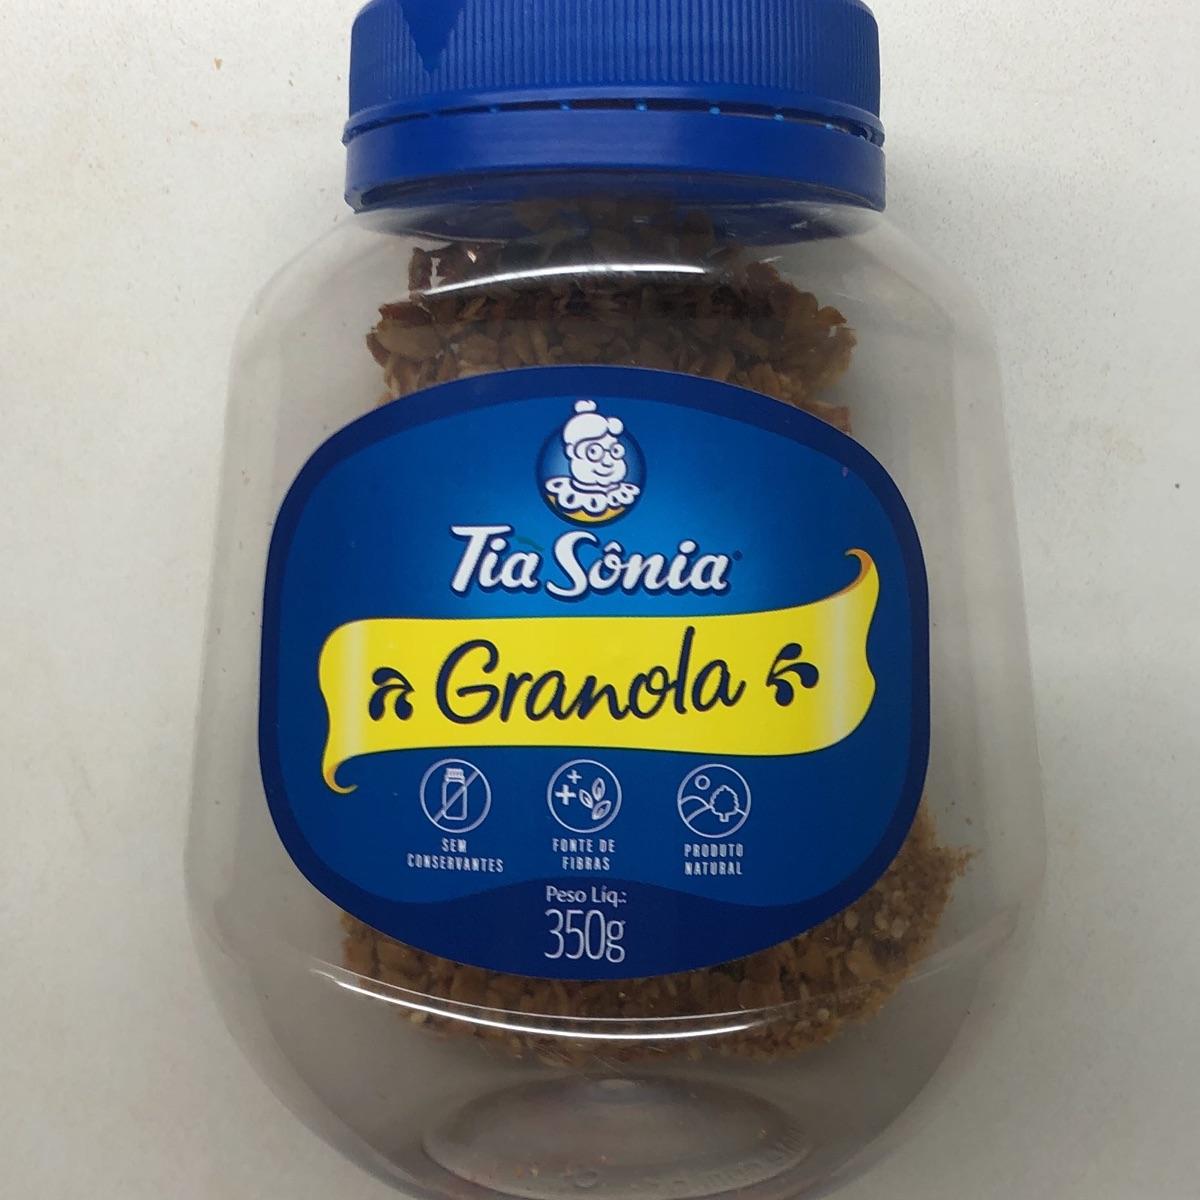 Tia Sônia
Granola
SEM
CONSERVANTES
FONTE DE
FIBRAS
PRODUTO
NATURAL
Peso Líq.:
350g